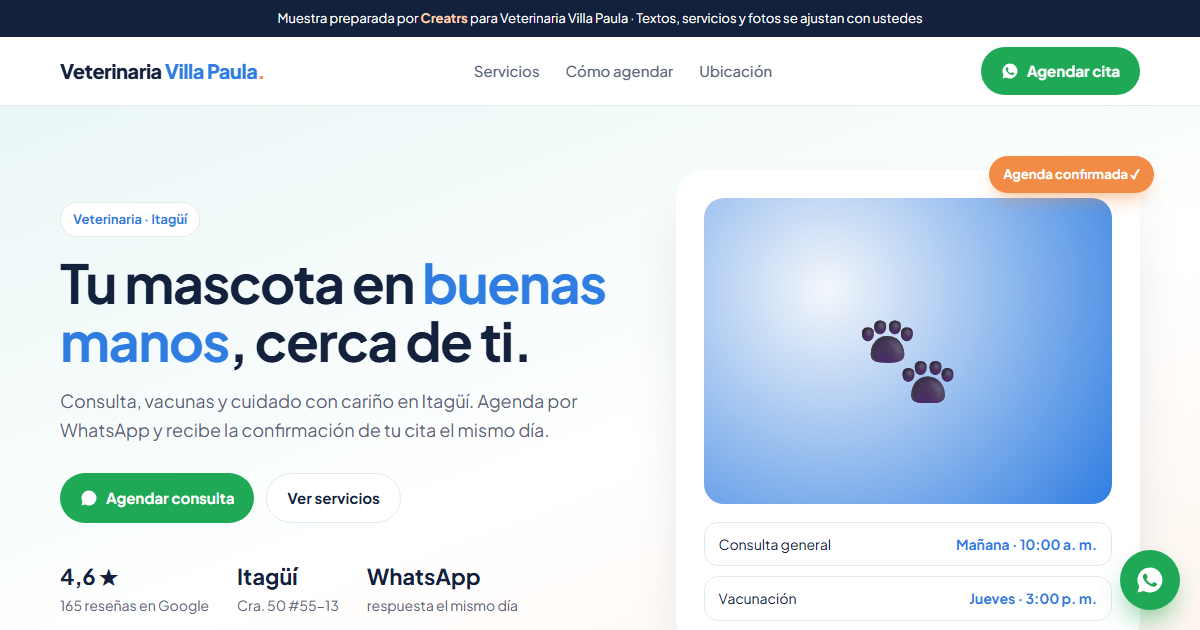 Muestra preparada por Creatrs para Veterinaria Villa Paula · Textos, servicios y fotos se ajustan con ustedes
Veterinaria Villa Paula.
Servicios
Cómo agendar
Ubicación
Agendar cita
Agenda confirmada ✓
Veterinaria · Itagüí
Tu mascota en buenas
manos, cerca de ti.
Consulta, vacunas y cuidado con cariño en Itagüí. Agenda por
WhatsApp y recibe la confirmación de tu cita el mismo día.
Agendar consulta
Ver servicios
4,6 ★
165 reseñas en Google
Itagüí
Cra. 50 #55–13
WhatsApp
respuesta el mismo día
Consulta general
Mañana · 10:00 a. m.
Vacunación
Jueves · 3:00 p. m.